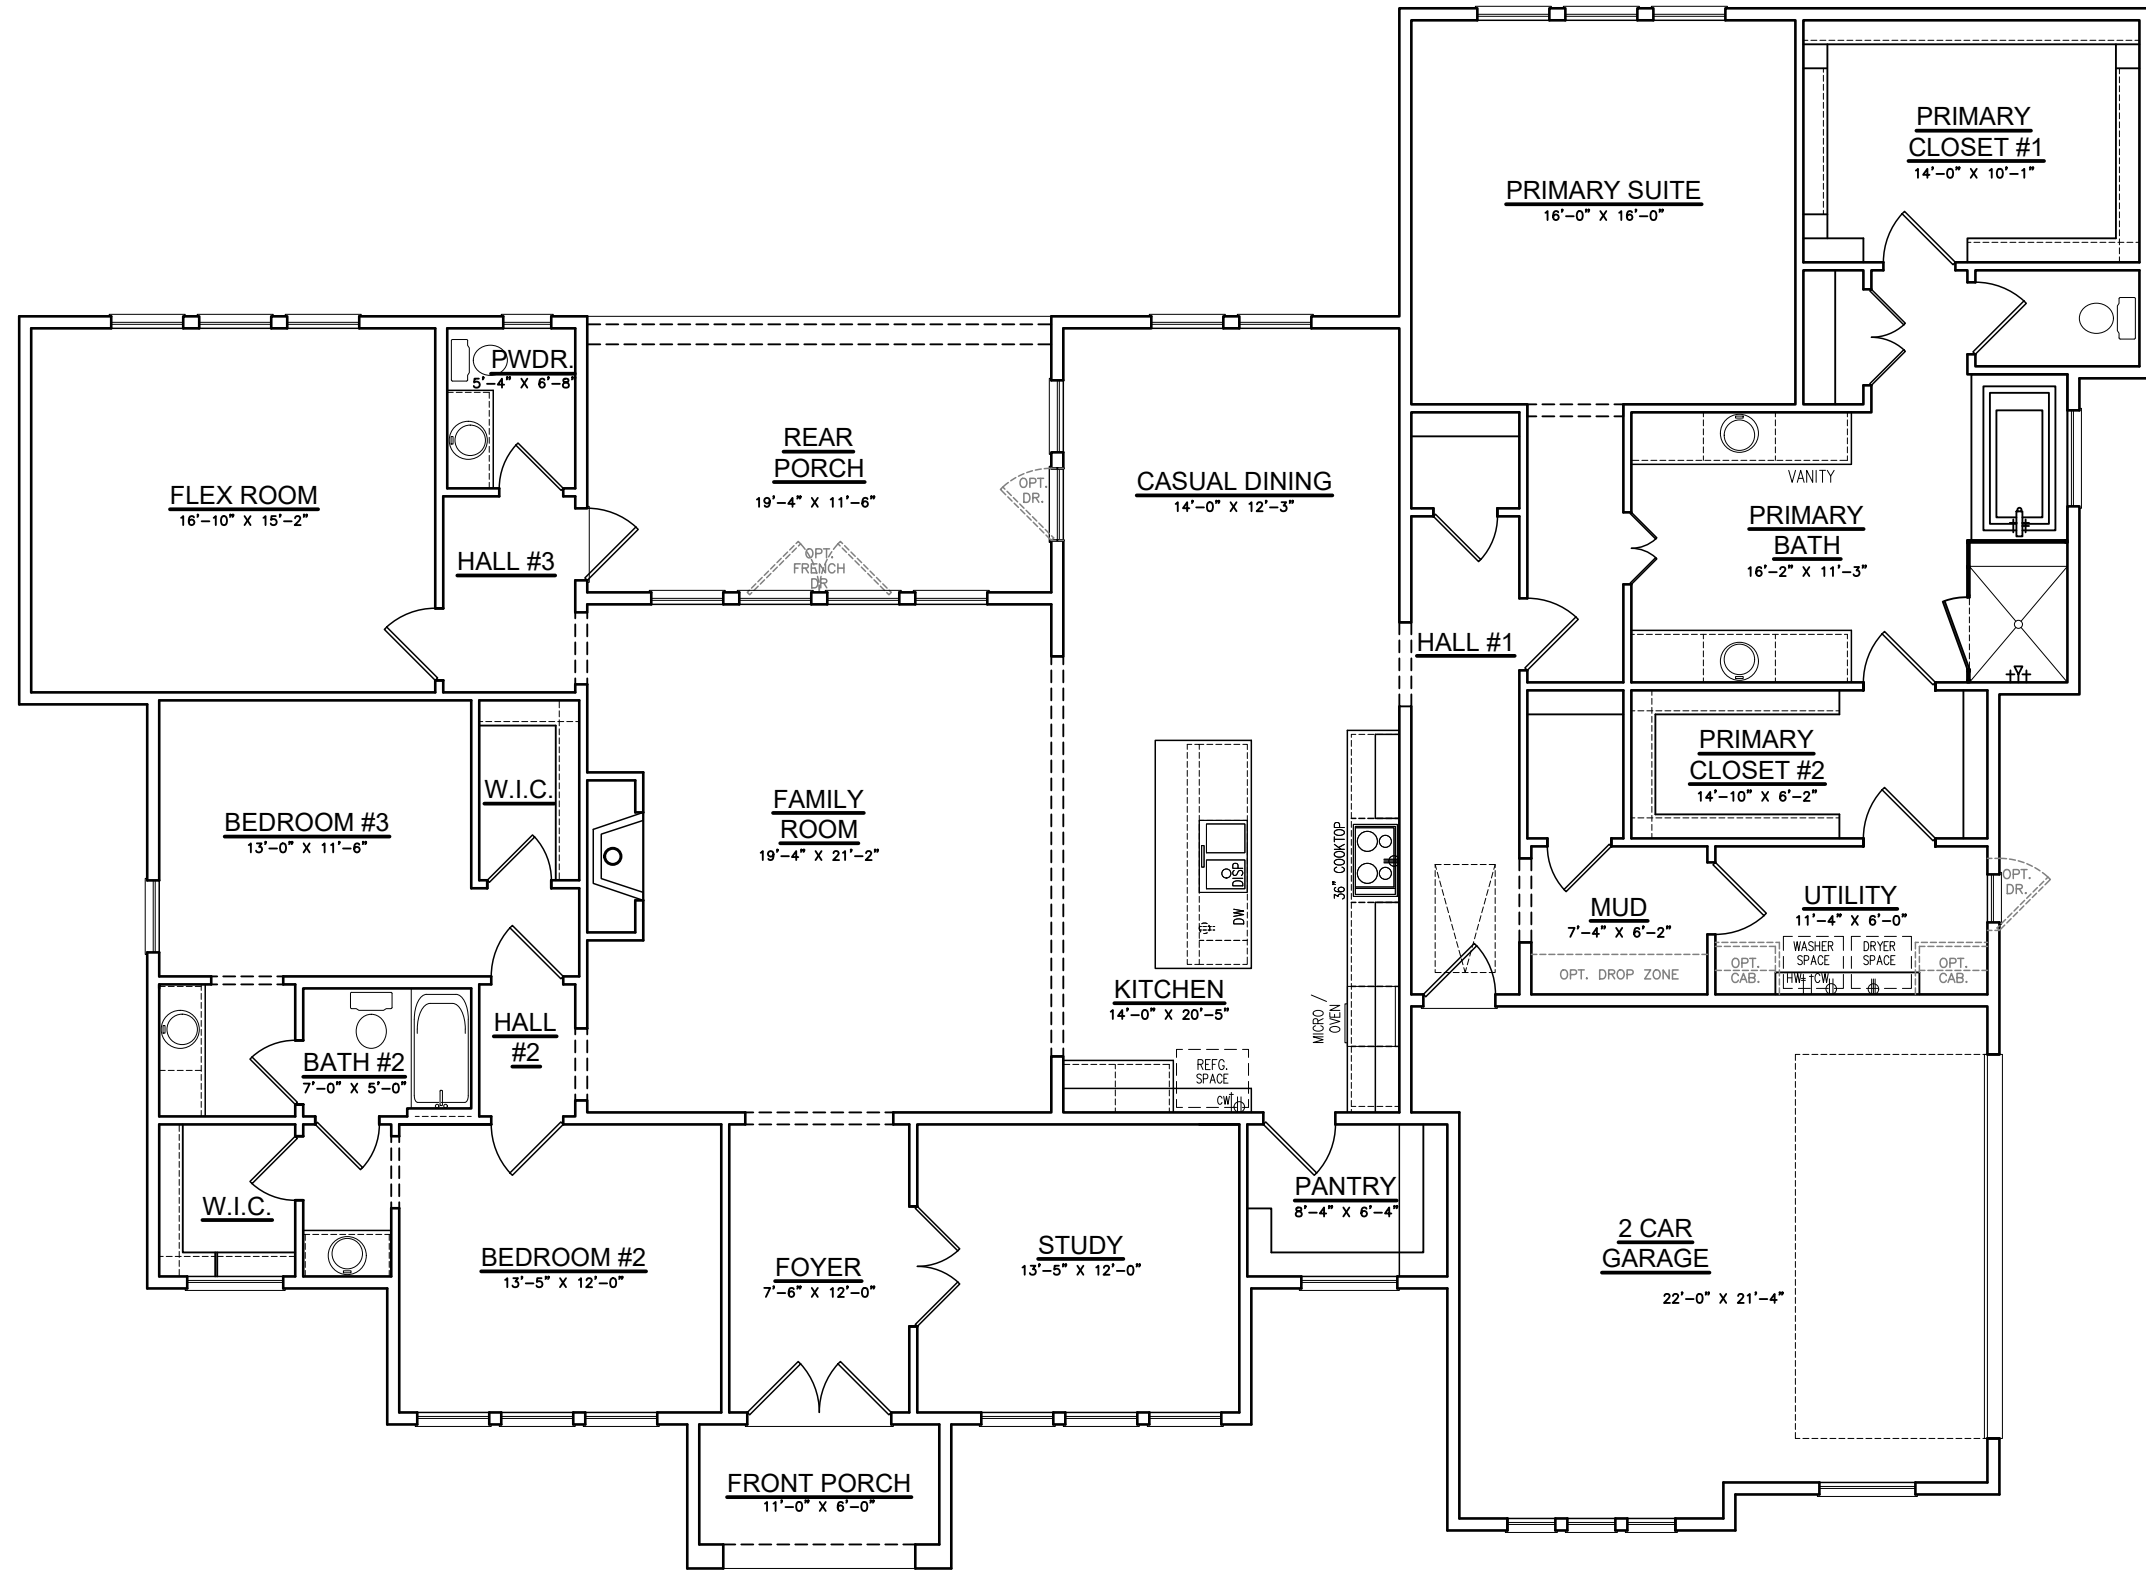 PRIMARY
CLOSET #1
14'-0" X 10'-1"
PRIMARY SUITE
16'-0" X 16'-0"
PWDR.
5'-4" X 6'-8"
REAR
PORCH
19'-4" X 11'-6"
OPT.
DR.
OPT.
FRENCH
DR
CASUAL DINING
14'-0" X 12'-3"
FLEX ROOM
16'-10" X 15'-2"
HALL #3
VANITY
PRIMARY
BATH
16'-2" X 11'-3"
HALL #1
PRIMARY
CLOSET #2
14'-10" X 6'-2"
W.I.C.
BEDROOM #3
13'-0" X 11'-6"
FAMILY
ROOM
19'-4" X 21'-2"
DISP
DW
36" COOKTOP
MUD
7'-4" X 6'-2"
OPT. DROP ZONE
UTILITY
11'-4" X 6'-0"
OPT.
DR.
WASHER
SPACE
DRYER
SPACE
OPT.
CAB.
HW
CW
OPT.
CAB.
KITCHEN
14'-0" X 20'-5"
MICRO /
OVEN
REFG.
SPACE
CW
HALL
#2
BATH #2
7'-0" X 5'-0"
W.I.C.
BEDROOM #2
13'-5" X 12'-0"
FOYER
7'-6" X 12'-0"
STUDY
13'-5" X 12'-0"
PANTRY
8'-4" X 6'-4"
2 CAR
GARAGE
22'-0" X 21'-4"
FRONT PORCH
11'-0" X 6'-0"